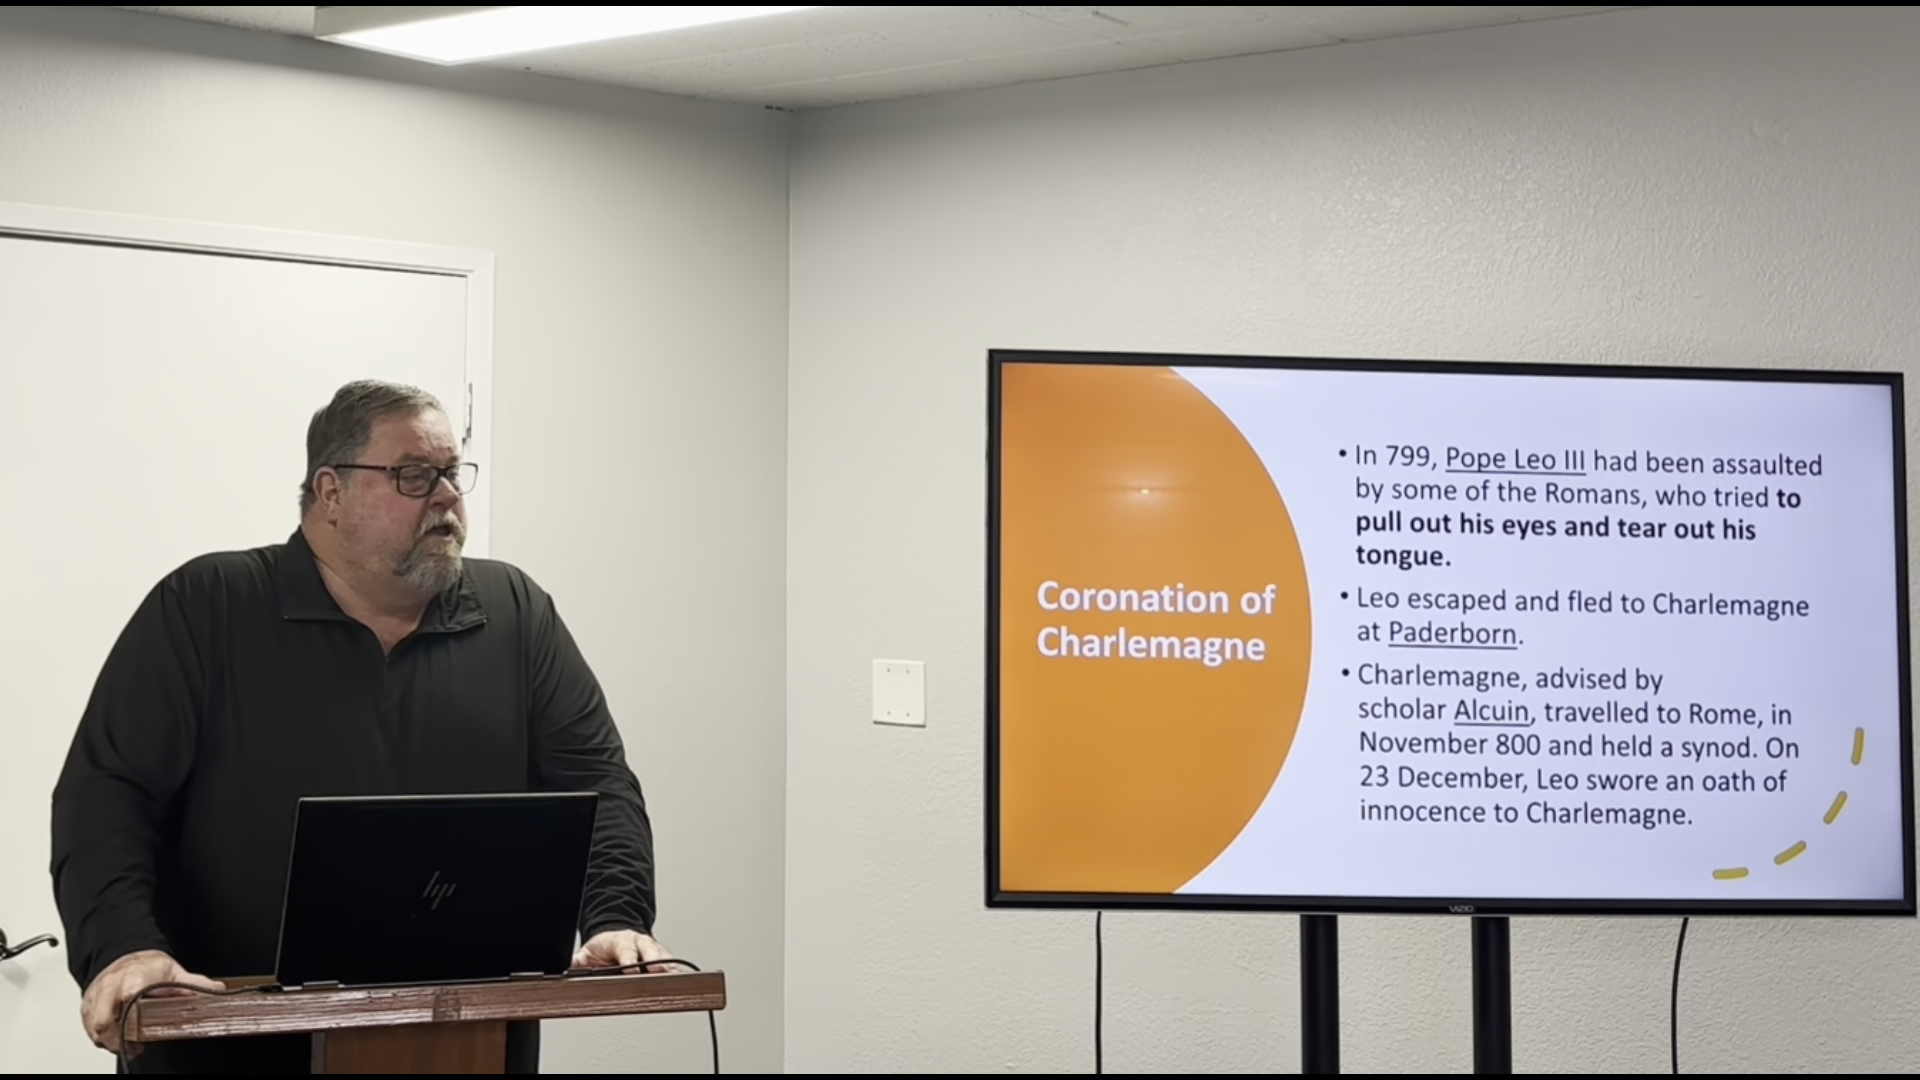 Coronation of
Charlemagne
• In 799, Pope Leo III had been assaulted
by some of the Romans, who tried to
pull out his eyes and tear out his
tongue.
• Leo escaped and fled to Charlemagne
at Paderborn.
• Charlemagne, advised by
scholar Alcuin, travelled to Rome, in
November 800 and held a synod. On
23 December, Leo swore an oath of
innocence to Charlemagne.
VIZIO
hp